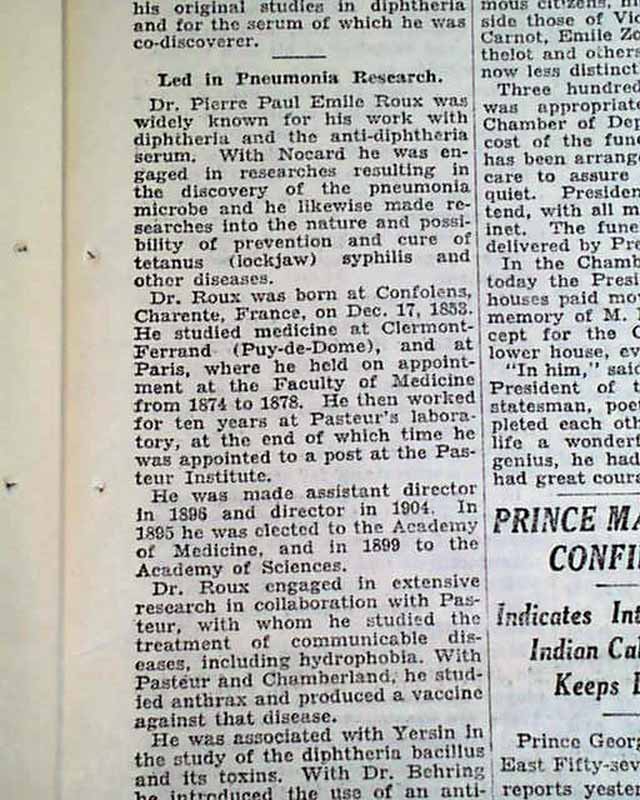 his original studies in diphtheria
and for the serum of which he was
co-discoverer.
Led in Pneumonia Research.
Dr. Pierre Paul Emile Roux was
widely known for his work with
diphtheria and the anti-diphtheria
serum. With Nocard he was en-
gaged in researches resulting in
the discovery of the pneumonia
microbe and he likewise made re-
searches into the nature and possi-
bility of prevention and cure of
tetanus (lockjaw) syphilis and
other diseases.
Dr. Roux was born at Confolens,
Charente, France, on Dec. 17, 1853.
He studied medicine at Clermont-
Ferrand (Puy-de-Dome), and at
Paris, where he held on appoint-
ment at the Faculty of Medicine
from 1874 to 1878. He then worked
for ten years at Pasteur's labora-
tory, at the end of which time he
was appointed to a post at the Pas-
teur Institute.
He was made assistant director
in 1896 and director in 1904. In
1895 he was elected to the Academy
of Medicine, and in 1899 to the
Academy of Sciences.
Dr. Roux engaged in extensive
research in collaboration with Pas-
teur, with whom he studied the
treatment of communicable dis-
eases, including hydrophobia. With
Pasteur and Chamberland, he stud-
ied anthrax and produced a vaccine
against that disease.
He was associated with Yersin in
the study of the diphtheria bacillus
and its toxins. With Dr. Behring
he introduced the use of an anti-
mous citizens,
side those of Vic
Carnot, Emile Zo
thelot and others
now less distinct
Three hundred
was appropriate
Chamber of Dep
cost of the fune
has been arrange
care to assure
quiet. Presiden
tend, with all m
inet. The fune
delivered by Pre
In the Chamb
today the Presi
houses paid mo
memory of M. 
cept for the C
lower house, ev
"In him," said
President of t
statesman, poet
pleted each oth
life a wonderf
genius, he had
had great coura
PRINCE MA
CONFI
Indicates Int
Indian Cal
Keeps
Prince Georg
East Fifty-sev
reports yester